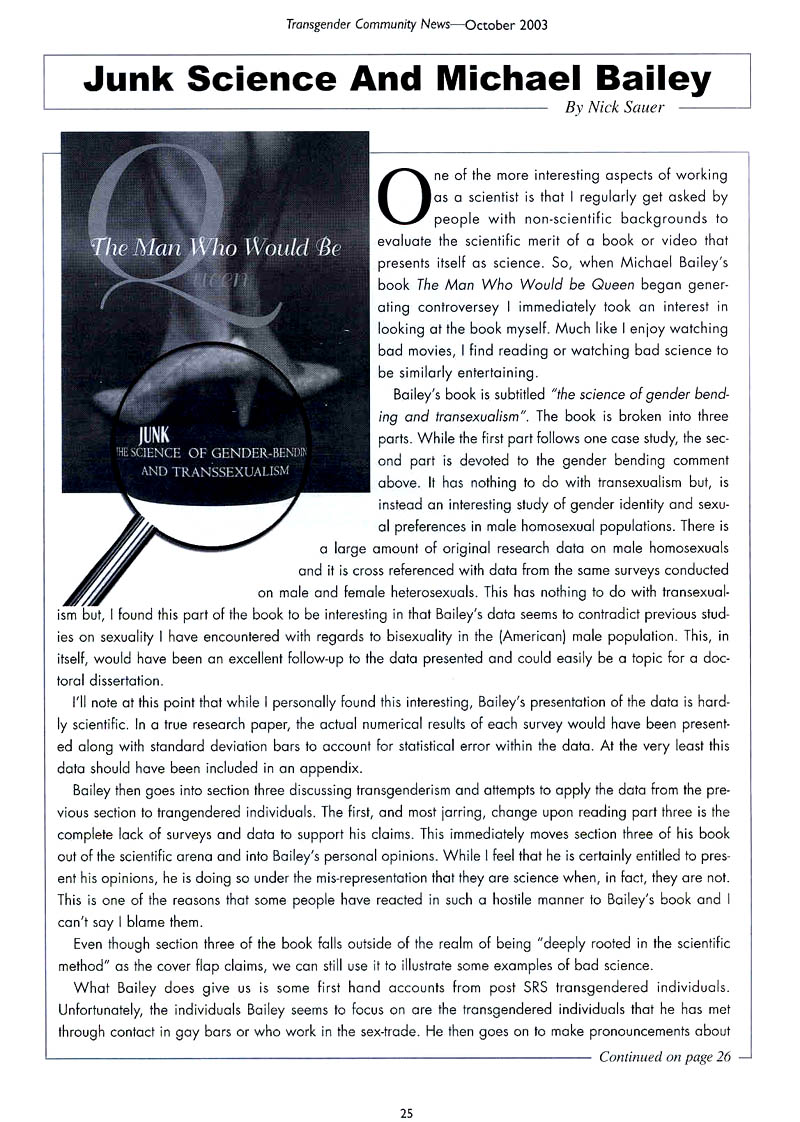 Transgender Community News—October 2003
Junk Science And Michael Bailey
By Nick Sauer
The Man Who Would Be
Queen
JUNK
THE SCIENCE OF GENDER-BENDIN
AND TRANSSEXUALISM
One of the more interesting aspects of working
as a scientist is that I regularly get asked by
people with non-scientific backgrounds to
evaluate the scientific merit of a book or video that
presents itself as science. So, when Michael Bailey's
book The Man Who Would be Queen began gener-
ating controversey I immediately took an interest in
looking at the book myself. Much like I enjoy watching
bad movies, I find reading or watching bad science to
be similarly entertaining.
Bailey's book is subtitled "the science of gender bend-
ing and transexualism". The book is broken into three
parts. While the first part follows one case study, the sec-
ond part is devoted to the gender bending comment
above. It has nothing to do with transexualism but, is
instead an interesting study of gender identity and sexu-
al preferences in male homosexual populations. There is
a large amount of original research data on male homosexuals
and it is cross referenced with data from the same surveys conducted
on male and female heterosexuals. This has nothing to do with transexual-
ism but, I found this part of the book to be interesting in that Bailey's data seems to contradict previous stud-
ies on sexuality I have encountered with regards to bisexuality in the (American) male population. This, in
itself, would have been an excellent follow-up to the data presented and could easily be a topic for a doc-
toral dissertation.
I'll note at this point that while I personally found this interesting, Bailey's presentation of the data is hard-
ly scientific. In a true research paper, the actual numerical results of each survey would have been present-
ed along with standard deviation bars to account for statistical error within the data. At the very least this
data should have been included in an appendix.
Bailey then goes into section three discussing transgenderism and attempts to apply the data from the pre-
vious section to trangendered individuals. The first, and most jarring, change upon reading part three is the
complete lack of surveys and data to support his claims. This immediately moves section three of his book
out of the scientific arena and into Bailey's personal opinions. While I feel that he is certainly entitled to pres-
ent his opinions, he is doing so under the mis-representation that they are science when, in fact, they are not.
This is one of the reasons that some people have reacted in such a hostile manner to Bailey's book and I
can't say I blame them.
Even though section three of the book falls outside of the realm of being "deeply rooted in the scientific
method" as the cover flap claims, we can still use it to illustrate some examples of bad science.
What Bailey does give us is some first hand accounts from post SRS transgendered individuals.
Unfortunately, the individuals Bailey seems to focus on are the transgendered individuals that he has met
through contact in gay bars or who work in the sex-trade. He then goes on to make pronouncements about
Continued on page 26
25